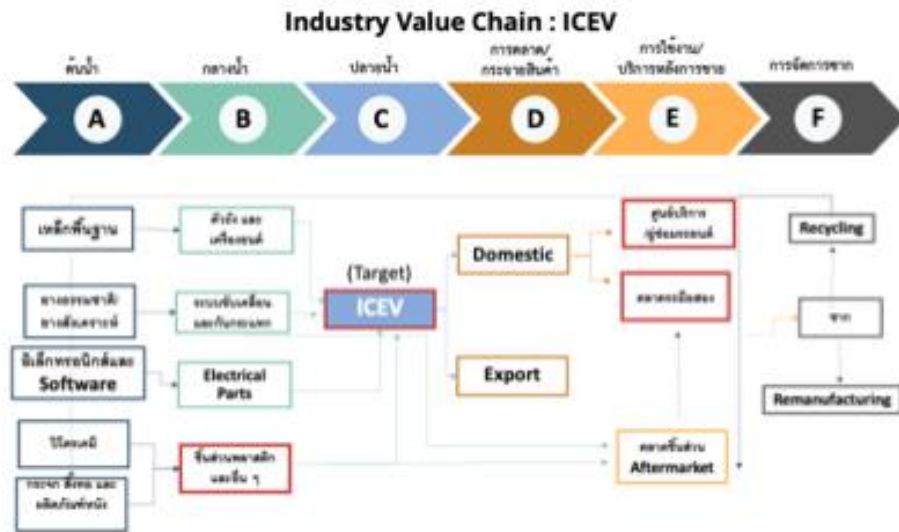 Industry Value Chain : ICEV
ต้นน้ำ
กลางน้ำ
ปลายน้ำ
การตลาด/
กระจายสินค้า
การใช้งาน/
บริการหลังการขาย
การจัดการซาก
A
B
C
D
E
F
เหล็กพื้นฐาน
ยางธรรมชาติ/
ยางสังเคราะห์
อิเล็กทรอนิกส์และ
Software
ปิโตรเคมี
กระจก สิ่งทอ และ
ผลิตภัณฑ์หนัง
ตัวถัง และ
เครื่องยนต์
ระบบขับเคลื่อน
และกันกระแทก
Electrical
Parts
ชิ้นส่วนพลาสติก
และอื่น ๆ
(Target)
ICEV
Domestic
Export
ศูนย์บริการ
อู่ซ่อมรถยนต์
ตลาดรถมือสอง
ตลาดชิ้นส่วน
Aftermarket
Recycling
ซาก
Remanufacturing